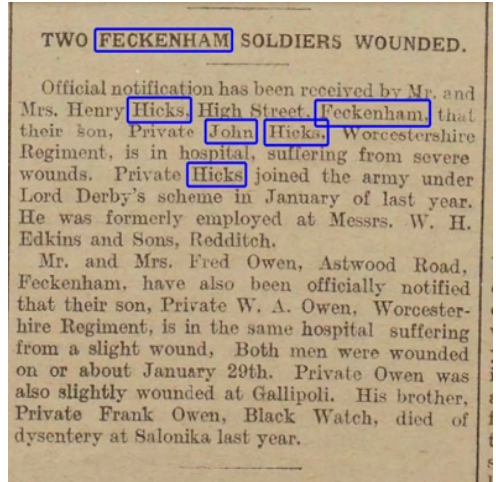 TWO FECKENHAM SOLDIERS WOUNDED.
Official notification has been received by Mr. and
Mrs. Henry Hicks, High Street, Feckenham, that
their son, Private John Hicks, Worcestershire
Regiment, is in hospital, suffering from severe
wounds. Private Hicks joined the army under
Lord Derby's scheme in January of last year.
He was formerly employed at Messrs. W. H.
Edkins and Sons, Redditch.
Mr. and Mrs. Fred Owen, Astwood Road,
Feckenham, have also been officially notified
that their son, Private W. A. Owen, Worcester-
hire Regiment, is in the same hospital suffering
from a slight wound, Both men were wounded
on or about January 29th. Private Owen was
also slightly wounded at Gallipoli. His brother,
Private Frank Owen, Black Watch, died of
dysentery at Salonika last year.